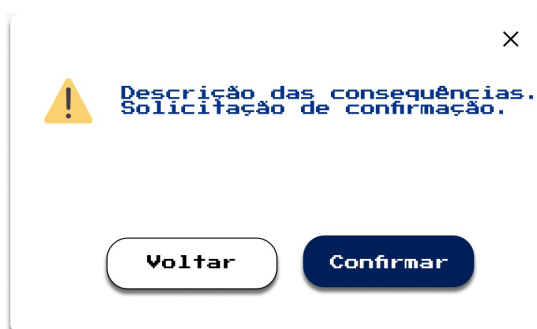 Descrição das consequências.
Solicitação de confirmação.
Voltar
Confirmar